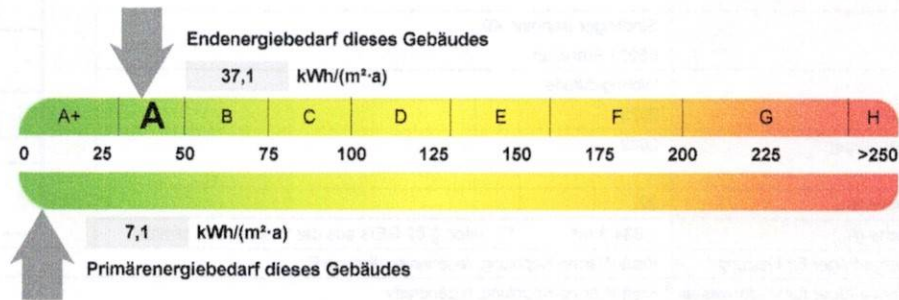 Endenergiebedarf dieses Gebäudes
37,1 kWh/(m²·a)
A+ A B C D E F G H
0 25 50 75 100 125 150 175 200 225 >250
7,1 kWh/(m²·a)
Primärenergiebedarf dieses Gebäudes